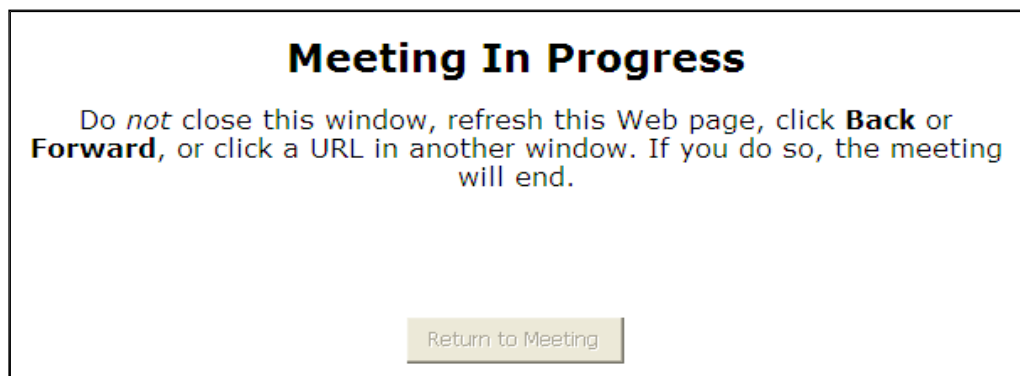 Meeting In Progress
Do not close this window, refresh this Web page, click Back or
Forward, or click a URL in another window. If you do so, the meeting
will end.
Return to Meeting